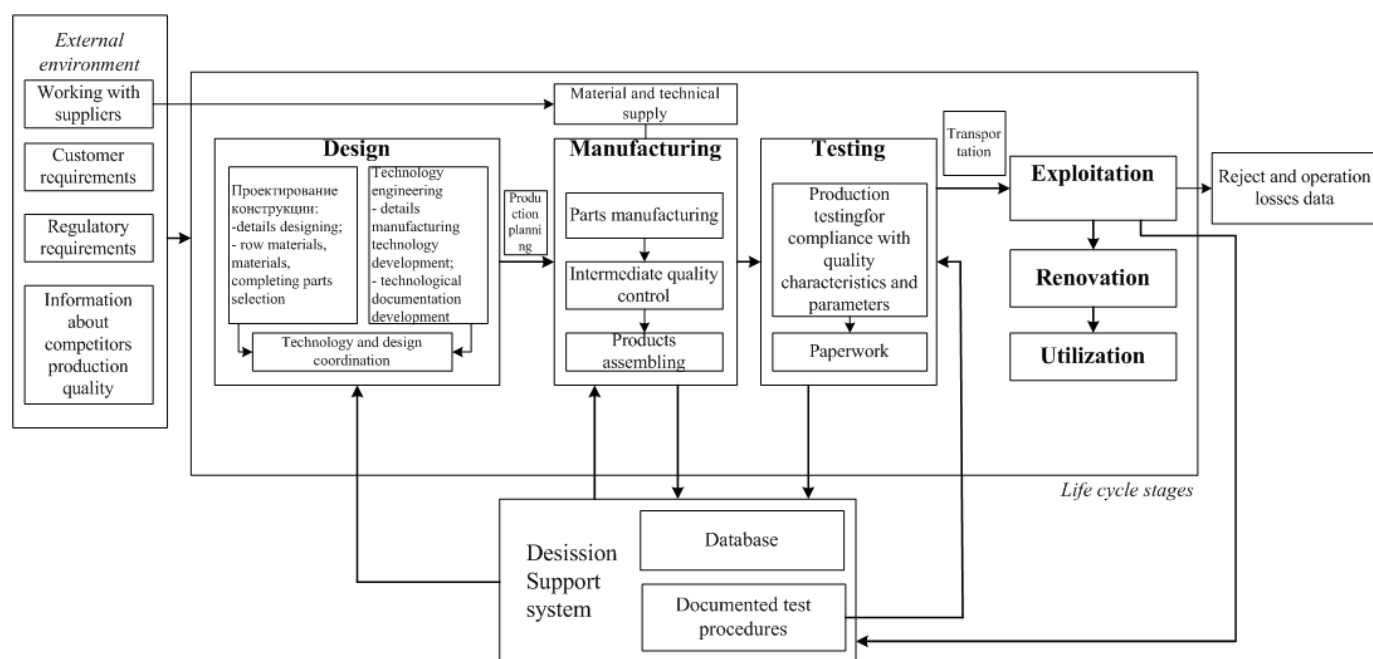 External
environment
Working with
suppliers
Customer
requirements
Regulatory
requirements
Information
about
competitors
production
quality
Material and technical
supply
Design
Проектирование
конструкции:
-details designing;
- row materials,
materials,
completing parts
selection
Technology
engineering
- details
manufacturing
technology
development;
- technological
documentation
development
Technology and design
coordination
Produ
ction
planni
ng
Manufacturing
Parts manufacturing
Intermediate quality
control
Products
assembling
Testing
Production
testingfor
compliance with
quality
characteristics and
parameters
Paperwork
Transpor
tation
Exploitation
Renovation
Utilization
Reject and operation
losses data
Life cycle stages
Desission
Support
system
Database
Documented test
procedures